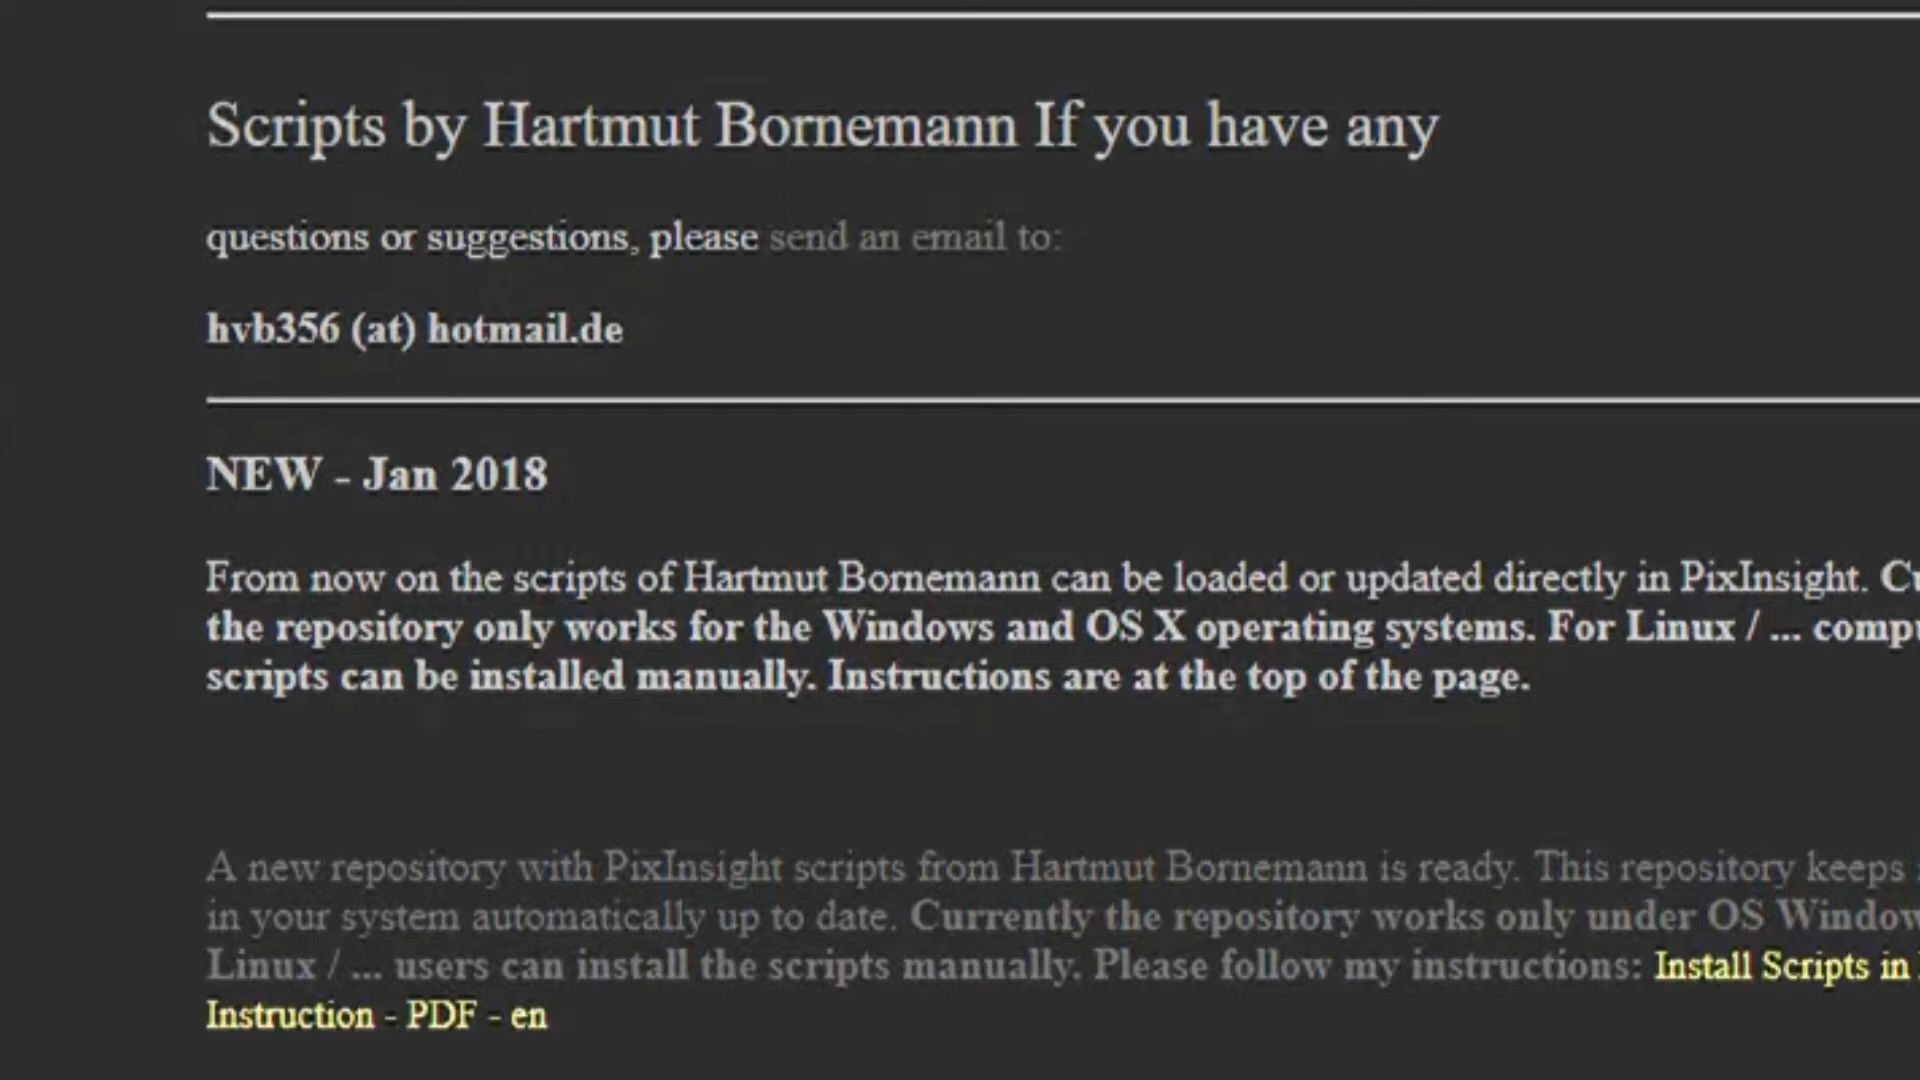 Scripts by Hartmut Bornemann If you have any
questions or suggestions, please send an email to:
hvb356 (at) hotmail.de
NEW - Jan 2018
From now on the scripts of Hartmut Bornemann can be loaded or updated directly in PixInsight.
the repository only works for the Windows and OS X operating systems. For Linux / ...
scripts can be installed manually. Instructions are at the top of the page.
A new repository with PixInsight scripts from Hartmut Bornemann is ready. This repository keeps
in your system automatically up to date. Currently the repository works only under OS
Linux / ... users can install the scripts manually. Please follow my instructions: Install Scripts in
Instruction - PDF - en